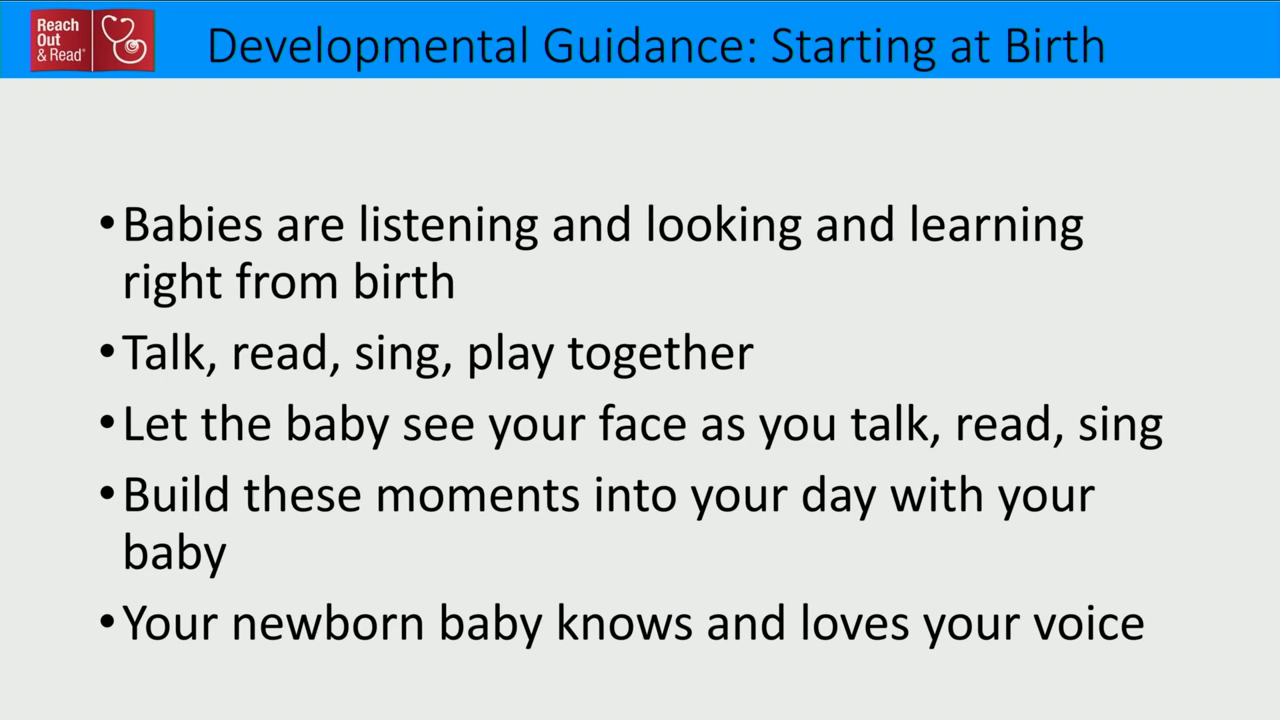 Reach
Out
& Read®
Developmental Guidance: Starting at Birth
•Babies are listening and looking and learning
right from birth
•Talk, read, sing, play together
•Let the baby see your face as you talk, read, sing
•Build these moments into your day with your
baby
•Your newborn baby knows and loves your voice